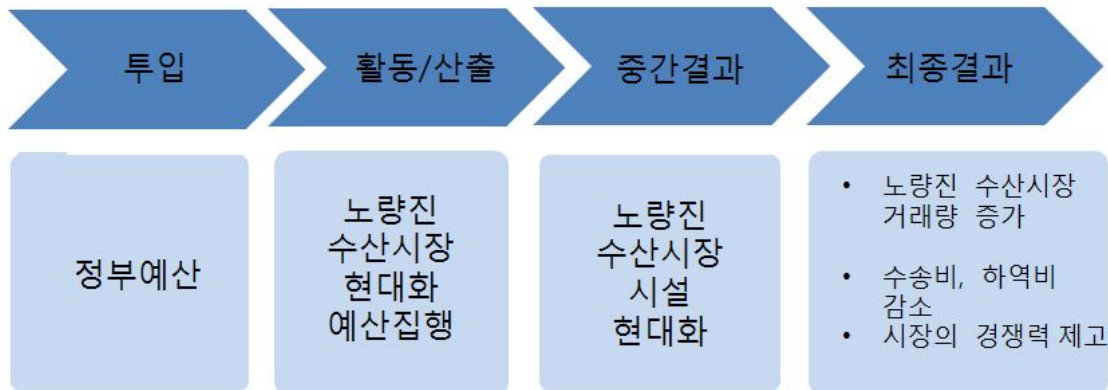 투입
활동/산출
중간결과
최종결과
정부예산
노량진
수산시장
현대화
예산집행
노량진
수산시장
시설
현대화
• 노량진 수산시장
거래량 증가
• 수송비, 하역비
감소
• 시장의 경쟁력 제고